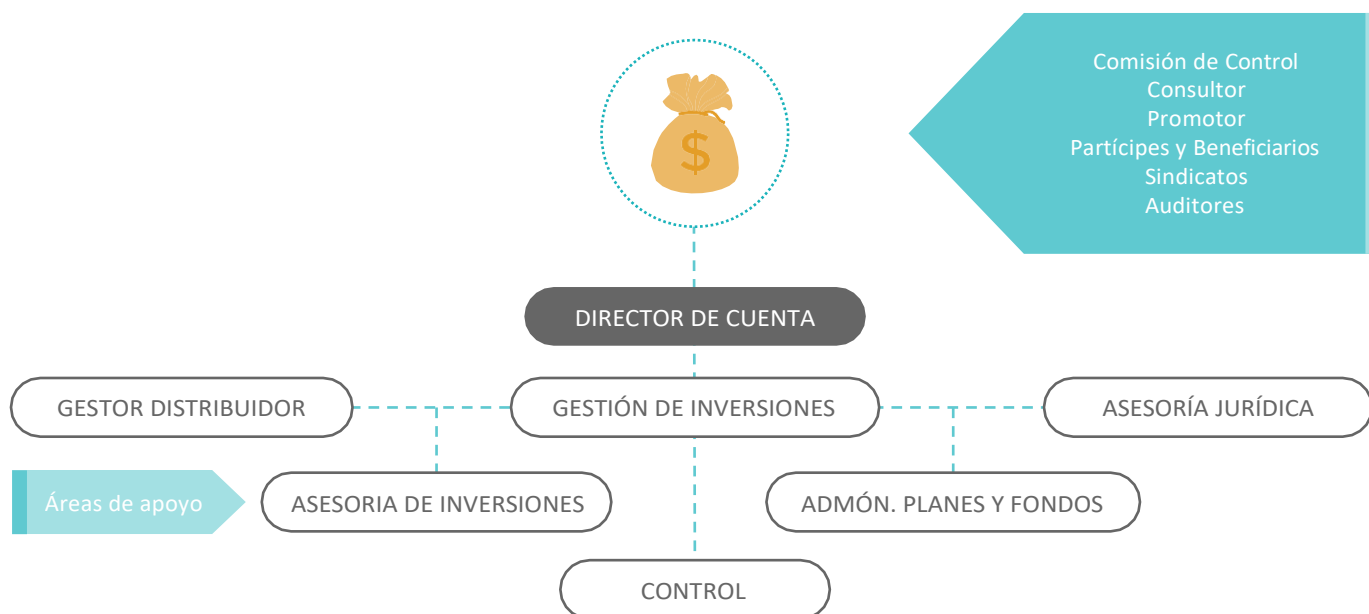 $
Comisión de Control
Consultor
Promotor
Partícipes y Beneficiarios
Sindicatos
Auditores
DIRECTOR DE CUENTA
GESTOR DISTRIBUIDOR
GESTIÓN DE INVERSIONES
ASESORÍA JURÍDICA
Áreas de apoyo
ASESORIA DE INVERSIONES
ADMÓN. PLANES Y FONDOS
CONTROL